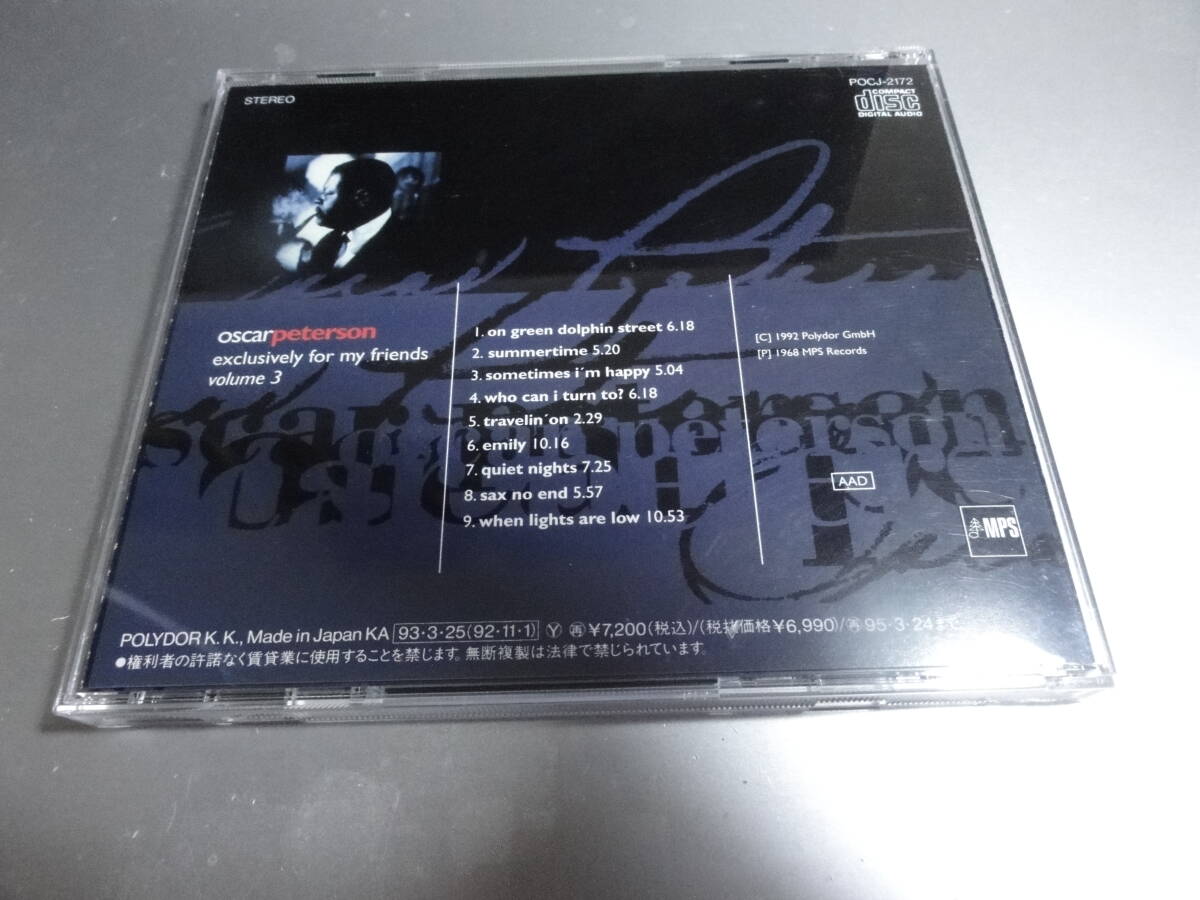 STEREO
POCJ-2172
COMPACT
disc
DIGITAL AUDIO
oscarpeterson
exclusively for my friends
volume 3
1. on green dolphin street 6.18
2. summertime 5.20
3. sometimes i´m happy 5.04
4. who can i turn to? 6.18
5. travelin´on 2.29
6. emily 10.16
7. quiet nights 7.25
8. sax no end 5.57
9. when lights are low 10.53
[C] 1992 Polydor GmbH
[P] 1968 MPS Records
AAD
MPS
POLYDOR K. K., Made in Japan KA 93·3·25(92·11·1) Ⓨ ㊢¥7,200(税込)/(税抜価格¥6,990)/㊢95·3·24まで
●権利者の許諾なく賃貸業に使用することを禁じます。無断複製は法律で禁じられています。